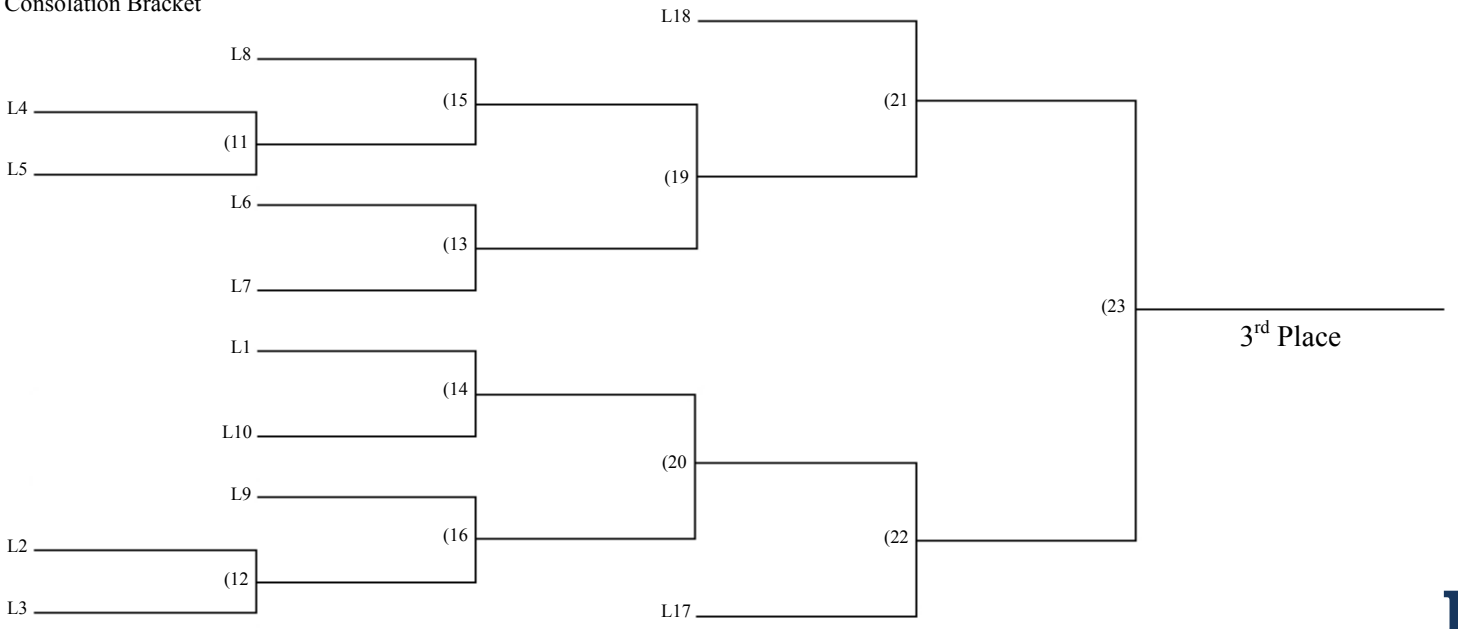 Consolation Bracket
L18
L8
(15
(21
L4
(11
L5
(19
L6
(13
L7
(23
3rd Place
L1
(14
L10
(20
L9
(16
(22
L2
(12
L3
L17